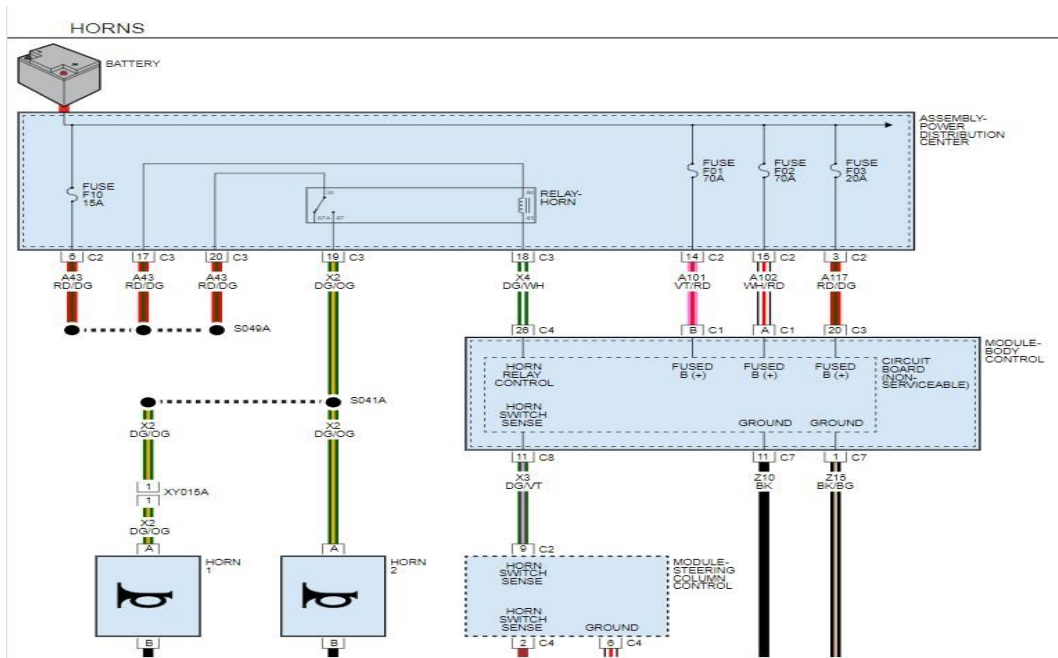 HORNS
BATTERY
ASSEMBLY-
POWER
DISTRIBUTION
CENTER
FUSE
F10
15A
RELAY-
HORN
FUSE
F01
70A
FUSE
F02
70A
FUSE
F03
20A
30
87A 87
86
85
6 C2
17 C3
20 C3
19 C3
18 C3
14 C2
15 C2
3 C2
A43
RD/DG
A43
RD/DG
A43
RD/DG
X2
DG/OG
X4
DG/WH
A101
VT/RD
A102
WH/RD
A117
RD/DG
S049A
26 C4
B C1
A C1
20 C3
MODULE-
BODY
CONTROL
HORN
RELAY
CONTROL
FUSED
B (+)
FUSED
B (+)
FUSED
B (+)
CIRCUIT
BOARD
(NON-
SERVICEABLE)
HORN
SWITCH
SENSE
GROUND
GROUND
S041A
X2
DG/OG
X2
DG/OG
11 C8
11 C7
1 C7
X3
DG/VT
Z10
BK
Z15
BK/BG
1
XY015A
1
X2
DG/OG
A
HORN
1
A
HORN
2
9 C2
HORN
SWITCH
SENSE
MODULE-
STEERING
COLUMN
CONTROL
HORN
SWITCH
SENSE
GROUND
B
B
2 C4
6 C4